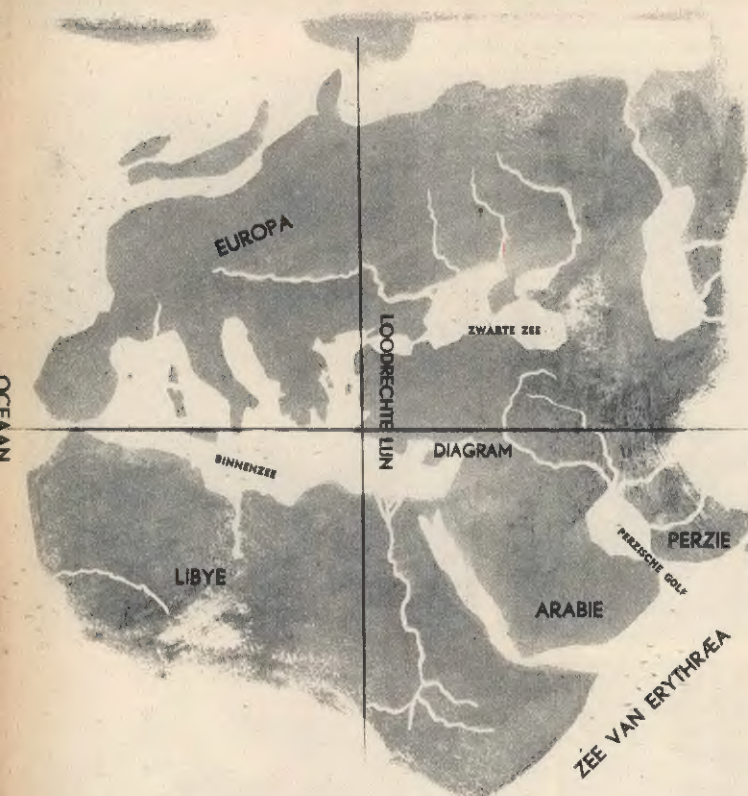 EUROPA
ZWARTE ZEE
LOODRECHTE LIJN
OCEAAN
DIAGRAM
BINNENZEE
PERZIE
PERZISCHE GOLF
LIBYE
ARABIE
ZEE VAN ERYTHRÆA